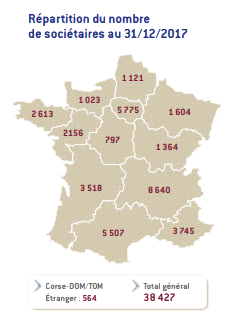 Répartition du nombre
de sociétaires au 31/12/2017
1 121
1 023
5 775
1 604
2 613
2156
797
1 364
3 518
8 640
5 507
3 745
Corse-DOM/TOM
Étranger : 564
Total général
38 427